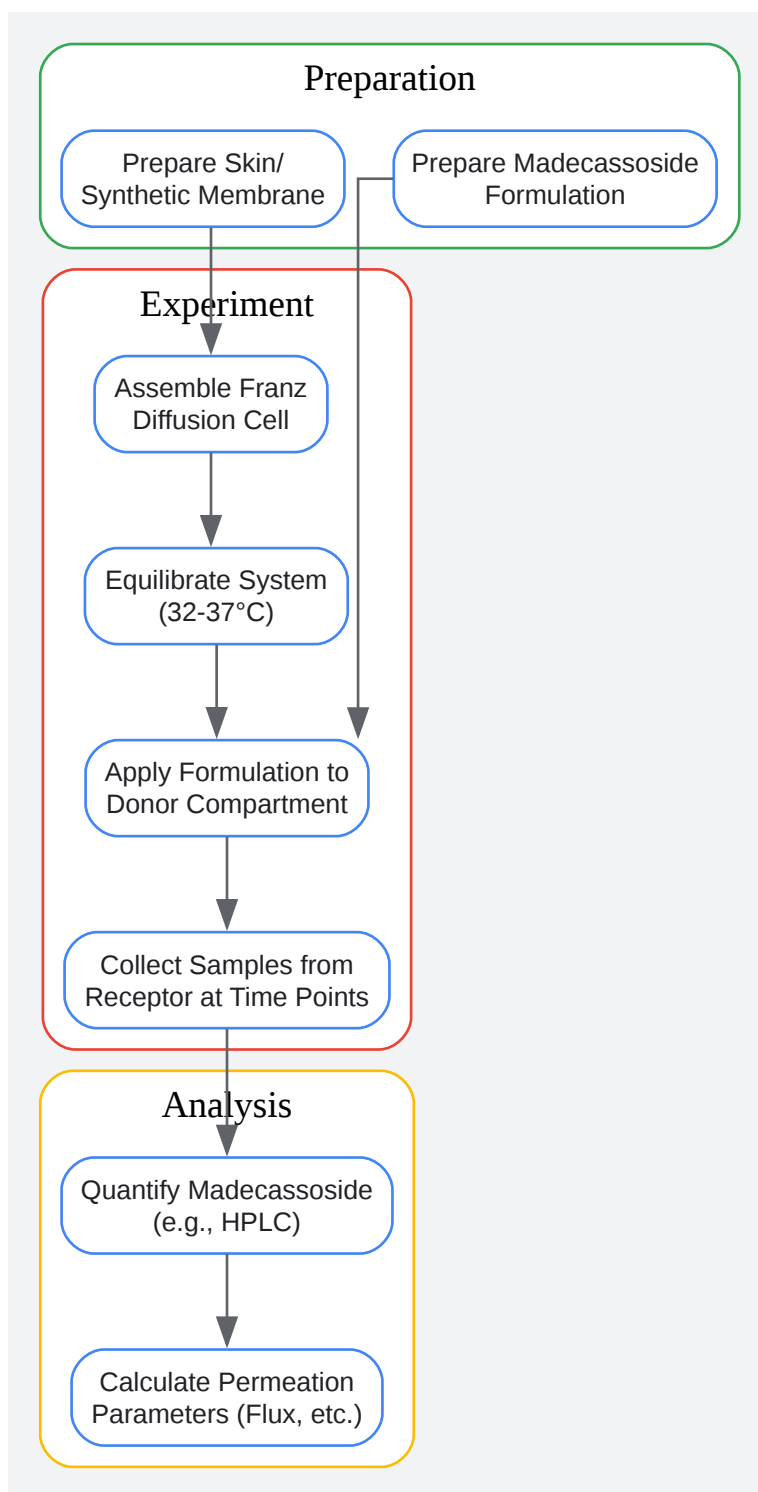 Preparation
Prepare Skin/
Synthetic Membrane
Prepare Madecassoside
Formulation
Experiment
Assemble Franz
Diffusion Cell
Equilibrate System
(32-37°C)
Apply Formulation to
Donor Compartment
Collect Samples from
Receptor at Time Points
Analysis
Quantify Madecassoside
(e.g., HPLC)
Calculate Permeation
Parameters (Flux, etc.)